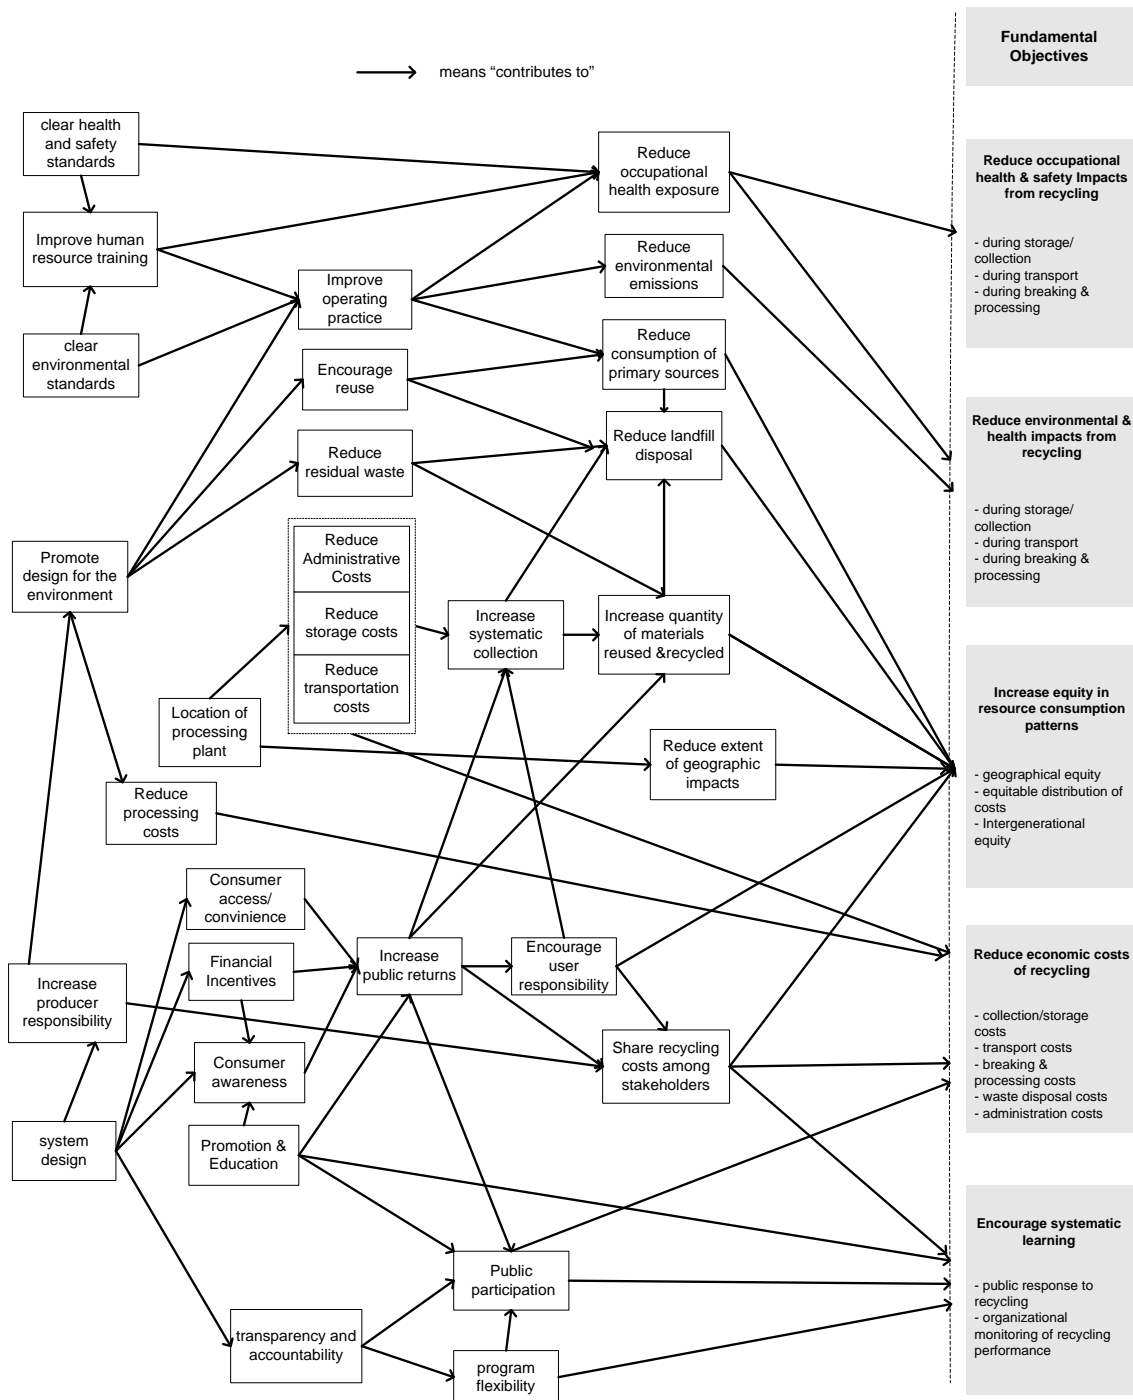 Fundamental
Objectives
means “contributes to”
clear health
and safety
standards
Reduce
occupational
health exposure
Reduce occupational
health & safety Impacts
from recycling
- during storage/
collection
- during transport
- during breaking &
processing
Improve human
resource training
Reduce
environmental
emissions
Improve
operating
practice
clear
environmental
standards
Reduce
consumption of
primary sources
Encourage
reuse
Reduce landfill
disposal
Reduce
residual waste
Reduce environmental &
health impacts from
recycling
- during storage/
collection
- during transport
- during breaking &
processing
Promote
design for the
environment
Reduce
Administrative
Costs
Reduce
storage costs
Reduce
transportation
costs
Increase
systematic
collection
Increase quantity
of materials
reused &recycled
Location of
processing
plant
Reduce extent
of geographic
impacts
Increase equity in
resource consumption
patterns
- geographical equity
- equitable distribution of
costs
- Intergenerational
equity
Reduce
processing
costs
Consumer
access/
convinience
Financial
Incentives
Increase
public returns
Encourage
user
responsibility
Increase
producer
responsibility
Consumer
awareness
Share recycling
costs among
stakeholders
Reduce economic costs
of recycling
- collection/storage
costs
- transport costs
- breaking &
processing costs
- waste disposal costs
- administration costs
system
design
Promotion &
Education
Public
participation
transparency and
accountability
program
flexibility
Encourage systematic
learning
- public response to
recycling
- organizational
monitoring of recycling
performance